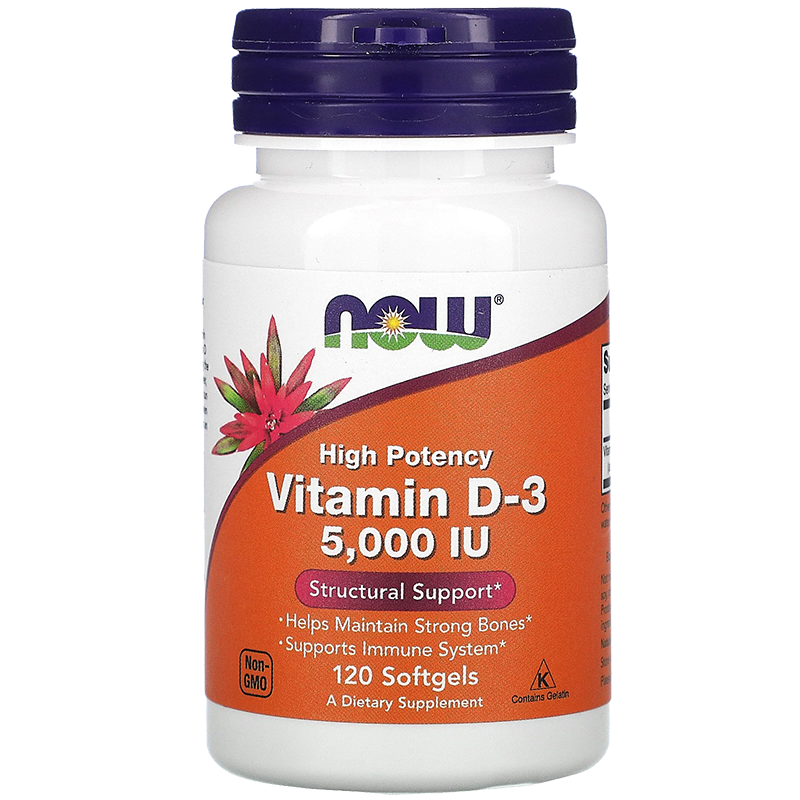 now®
High Potency
Vitamin D-3
5,000 IU
Structural Support*
•Helps Maintain Strong Bones*
•Supports Immune System*
120 Softgels
A Dietary Supplement
Non-
GMO
K
Contains Gelatin